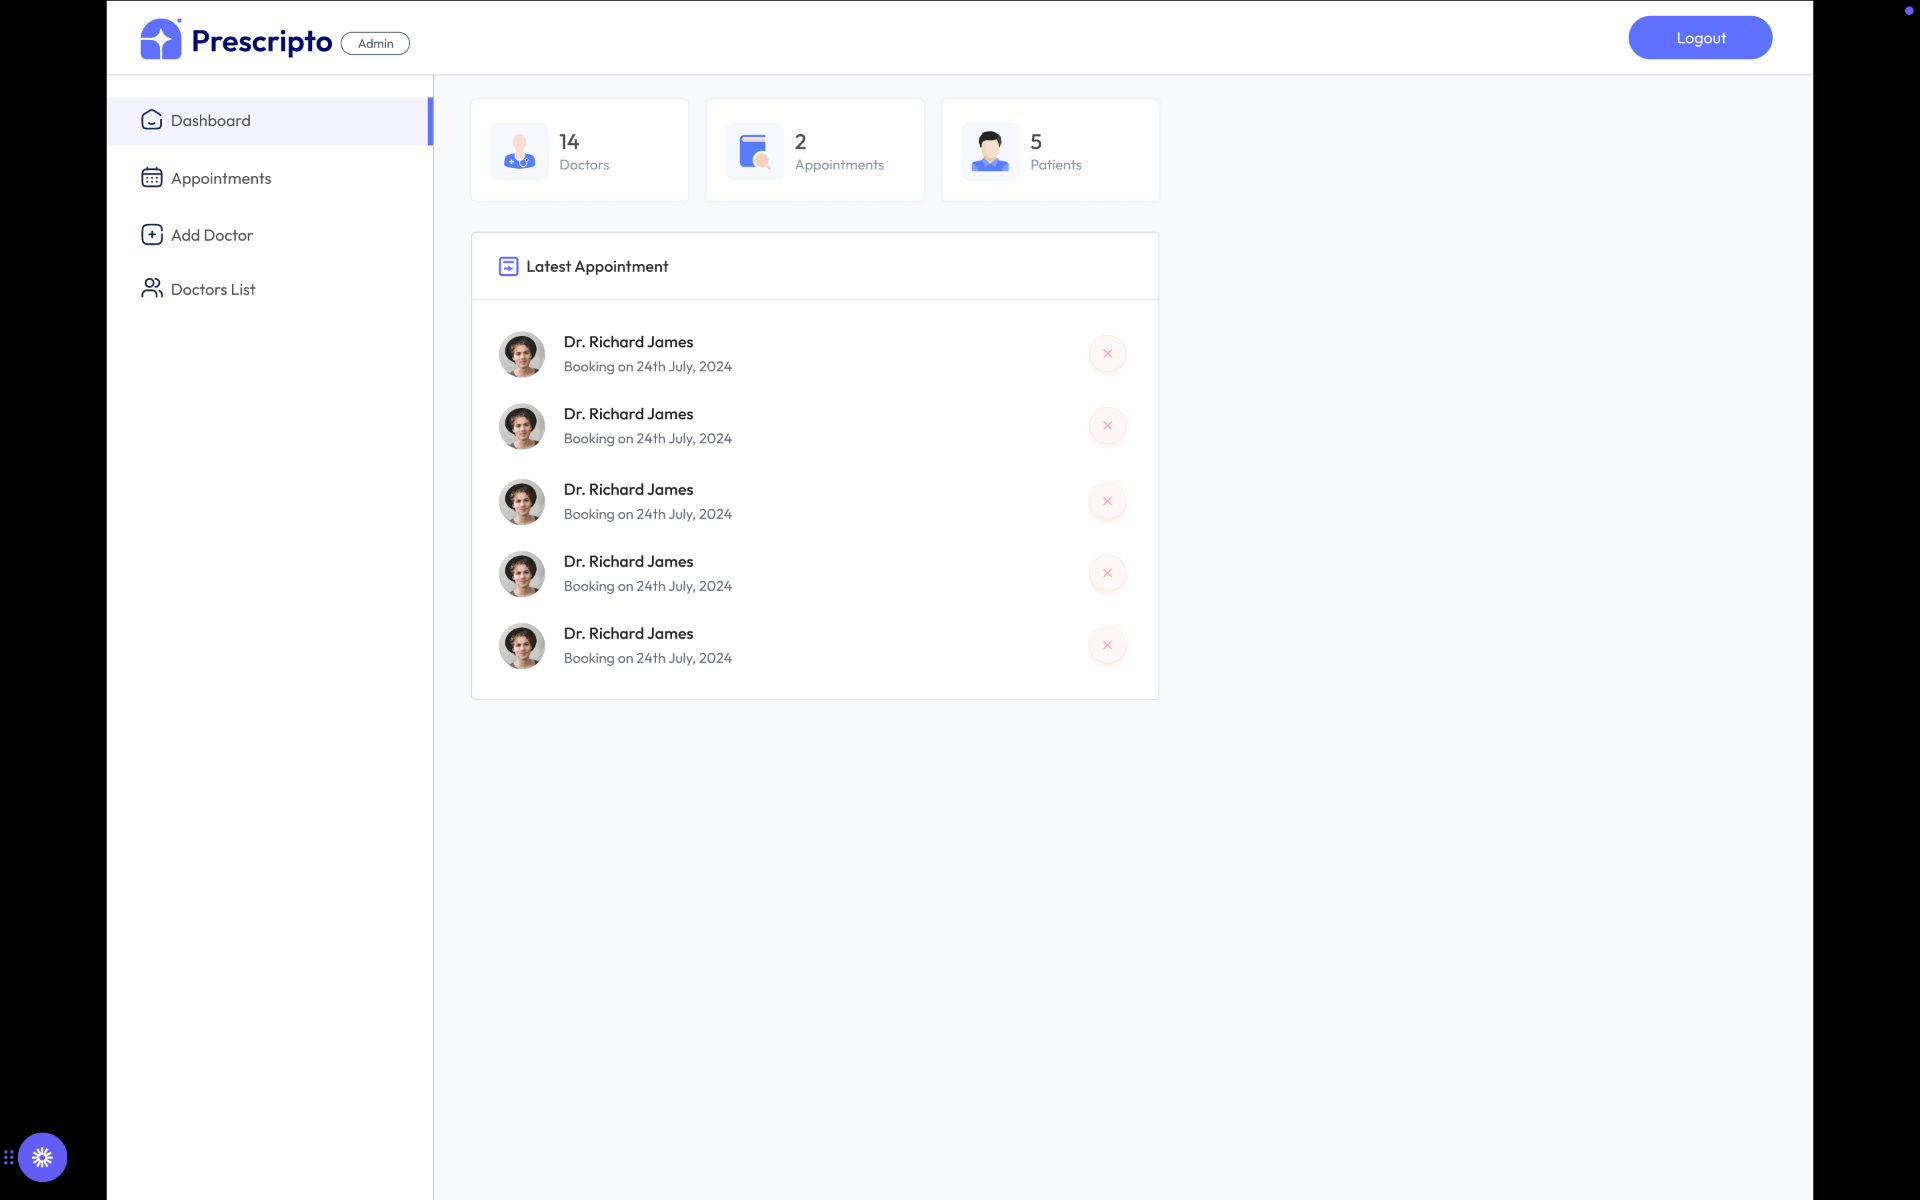 Prescripto
Admin
Logout
Dashboard
Appointments
Add Doctor
Doctors List
14
Doctors
2
Appointments
5
Patients
Latest Appointment
Dr. Richard James
Booking on 24th July, 2024
Dr. Richard James
Booking on 24th July, 2024
Dr. Richard James
Booking on 24th July, 2024
Dr. Richard James
Booking on 24th July, 2024
Dr. Richard James
Booking on 24th July, 2024